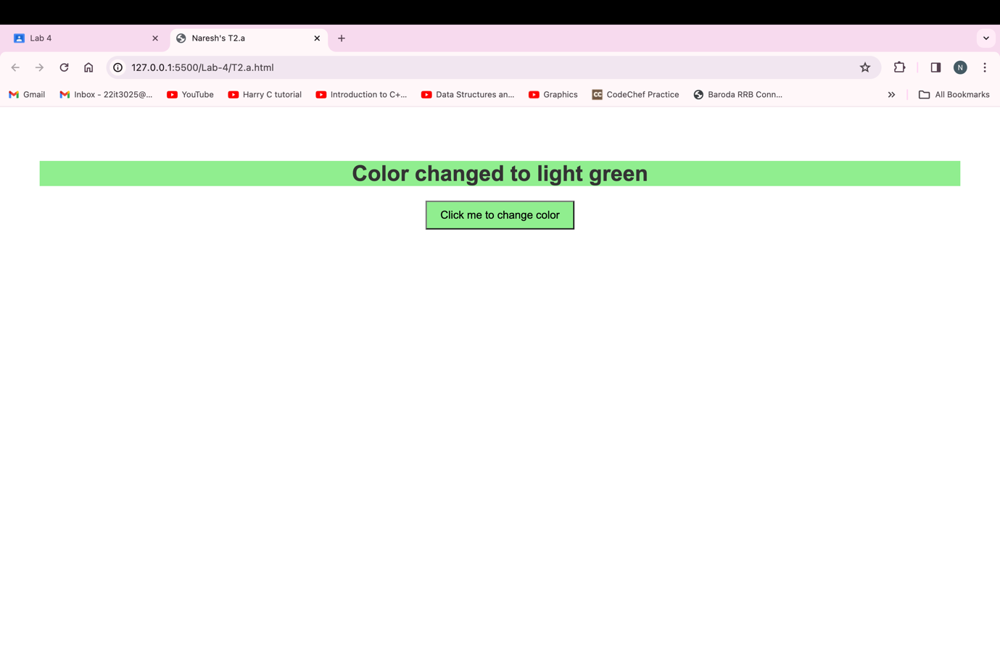 Lab 4
Naresh's T2.a
127.0.0.1:5500/Lab-4/T2.a.html
N
Gmail
Inbox - 22it3025@...
YouTube
Harry C tutorial
Introduction to C+...
Data Structures an...
Graphics
CC
CodeChef Practice
Baroda RRB Conn...
All Bookmarks
Color changed to light green
Click me to change color